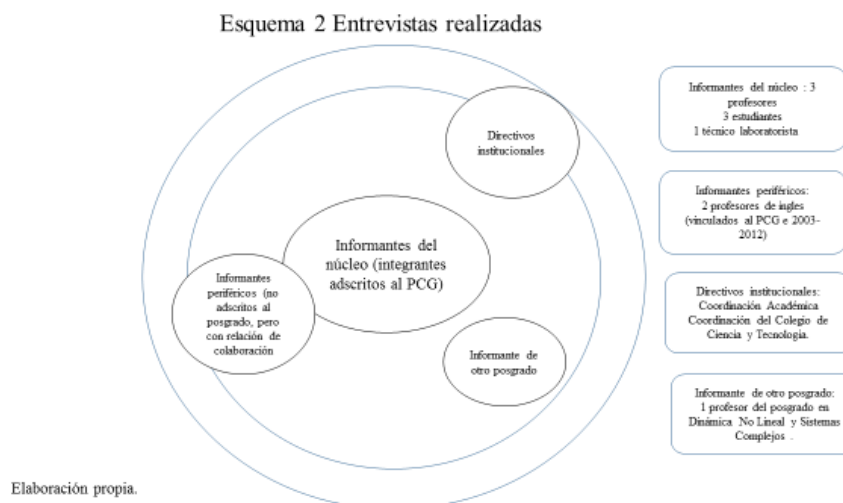 Esquema 2 Entrevistas realizadas
Directivos
institucionales
Informantes del
núcleo (integrantes
adscritos al PCG)
Informantes
periféricos (no
adscritos al
posgrado, pero
con relación de
colaboración
Informante de
otro posgrado
Informantes del núcleo : 3
profesores
3 estudiantes
1 técnico laboratorista
Informantes periféricos:
2 profesores de ingles
(vinculados al PCG e 2003-
2012)
Directivos institucionales:
Coordinación Académica
Coordinación del Colegio de
Ciencia y Tecnologia.
Informante de otro posgrado:
1 profesor del posgrado en
Dinámica No Lineal y Sistemas
Complejos .
Elaboración propia.